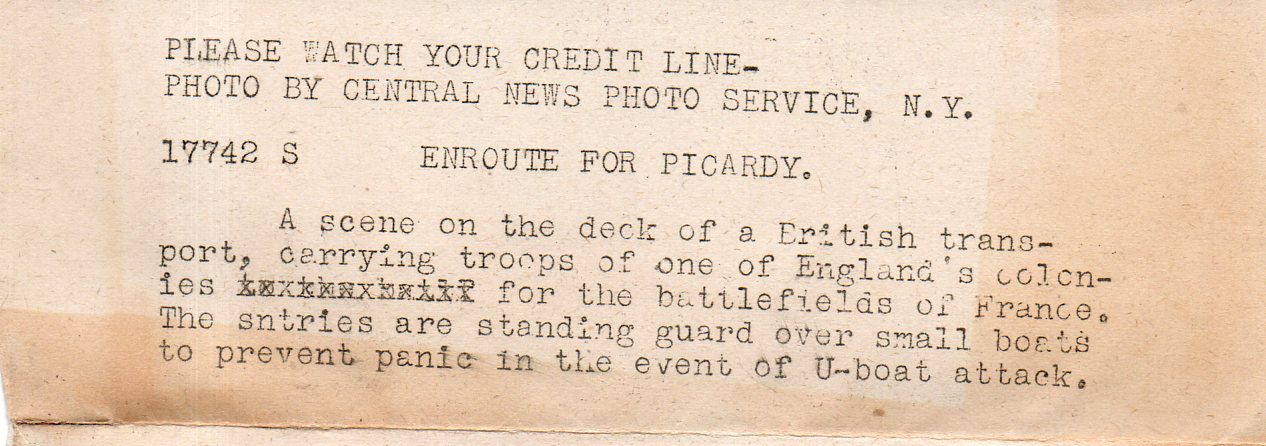 PLEASE WATCH YOUR CREDIT LINE-
PHOTO BY CENTRAL NEWS PHOTO SERVICE, N.Y.
17742 S ENROUTE FOR PICARDY.
A scene on the deck of a British trans-
port, carrying troops of one of England's colon-
ies for the battlefields of France.
The sntries are standing guard over small boats
to prevent panic in the event of U-boat attack.